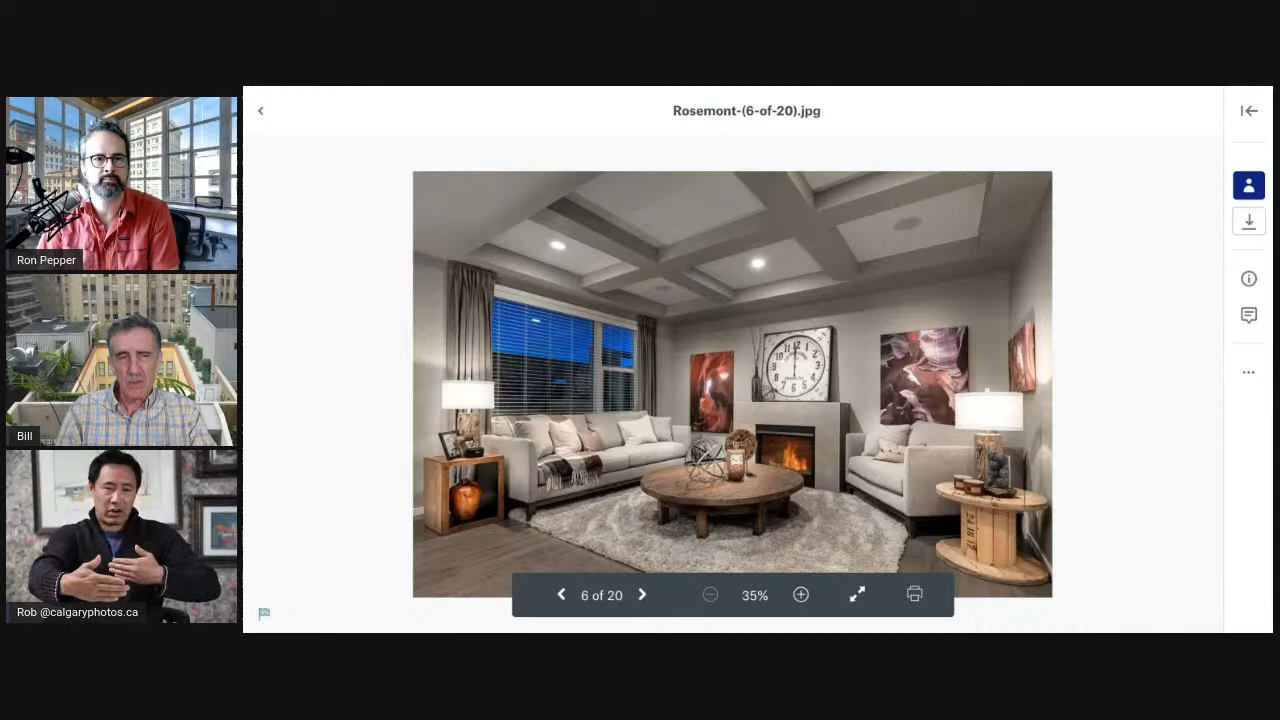 Rosemont-(6-of-20).jpg
Ron Pepper
Bill
Rob @calgaryphotos.ca
6 of 20
35%